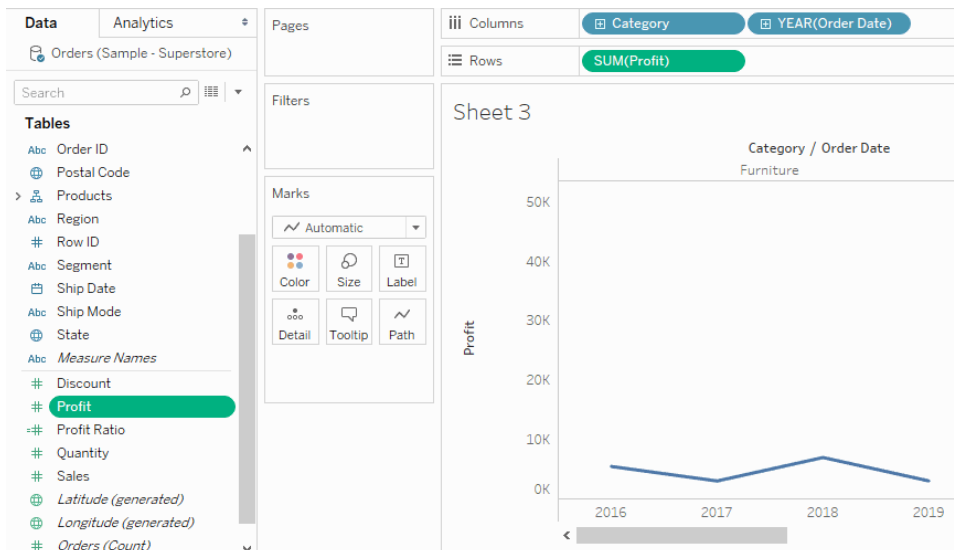 Data Analytics
Orders (Sample - Superstore)
Search
Tables
Abc Order ID
Postal Code
Products
Abc Region
# Row ID
Abc Segment
Ship Date
Abc Ship Mode
State
Abc Measure Names
# Discount
# Profit
=# Profit Ratio
# Quantity
# Sales
Latitude (generated)
Longitude (generated)
# Orders (Count)
Pages
Filters
Marks
Automatic
Color Size Label
Detail Tooltip Path
Columns Category YEAR(Order Date)
Rows SUM(Profit)
Sheet 3
Category / Order Date
Furniture
50K
40K
30K
20K
10K
0K
Profit
2016 2017 2018 2019